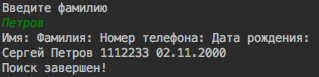 Введите фамилию
Петров
Имя: Фамилия: Номер телефона: Дата рождения:
Сергей Петров 1112233 02.11.2000
Поиск завершен!